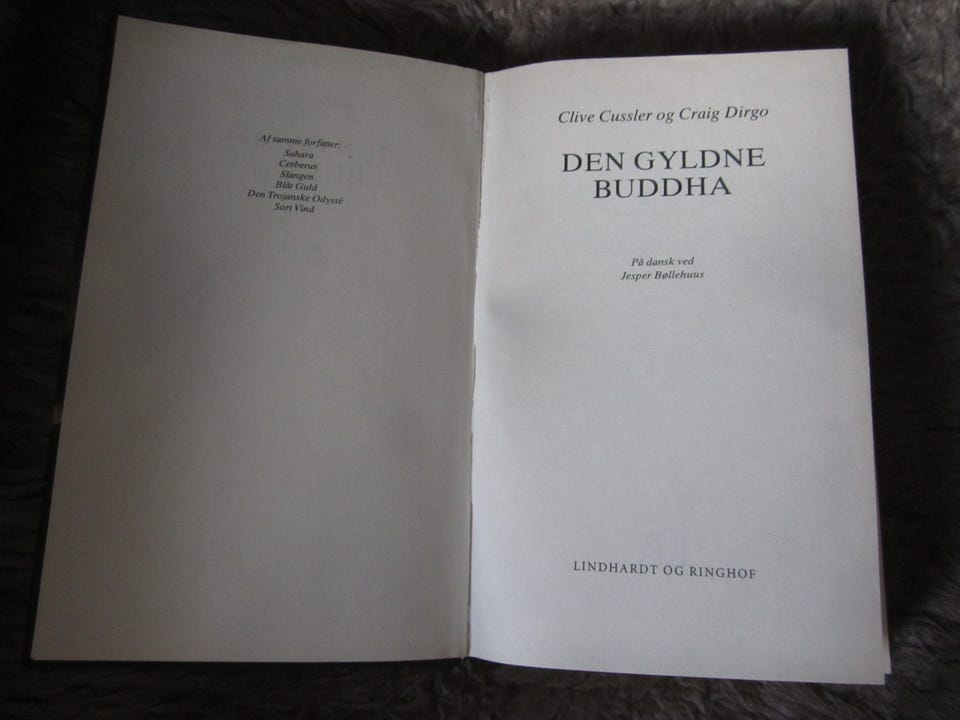 Af samme forfatter:
Sahara
Cerberus
Slangen
Blåt Guld
Den Trojanske Odyssé
Sort Vind
Clive Cussler og Craig Dirgo
DEN GYLDNE
BUDDHA
På dansk ved
Jesper Bøllehuus
LINDHARDT OG RINGHOF